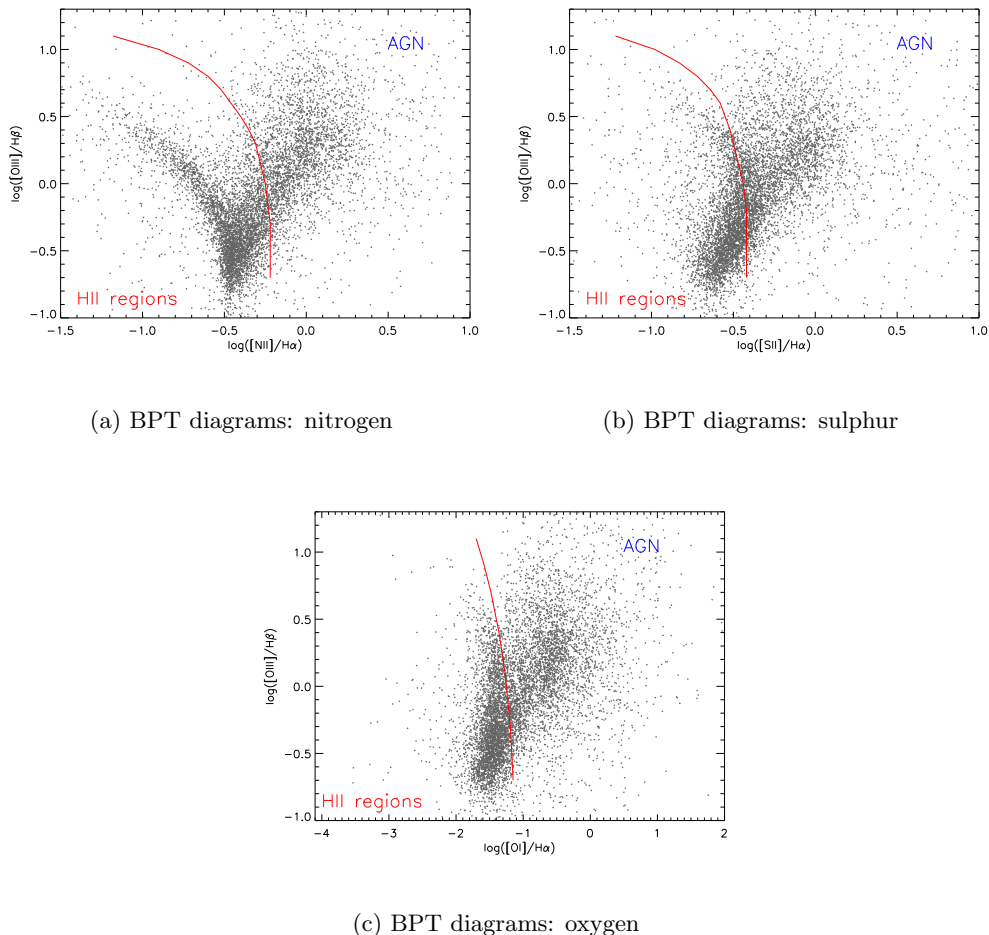 AGN
HII regions
log([OIII]/Hβ)
1.0
0.5
0.0
−0.5
−1.0
−1.5 −1.0 −0.5 0.0 0.5 1.0
log([NII]/Hα)
(a) BPT diagrams: nitrogen
AGN
HII regions
log([OIII]/Hβ)
1.0
0.5
0.0
−0.5
−1.0
−1.5 −1.0 −0.5 0.0 0.5 1.0
log([SII]/Hα)
(b) BPT diagrams: sulphur
AGN
HII regions
log([OIII]/Hβ)
1.0
0.5
0.0
−0.5
−1.0
−4 −3 −2 −1 0 1 2
log([OI]/Hα)
(c) BPT diagrams: oxygen